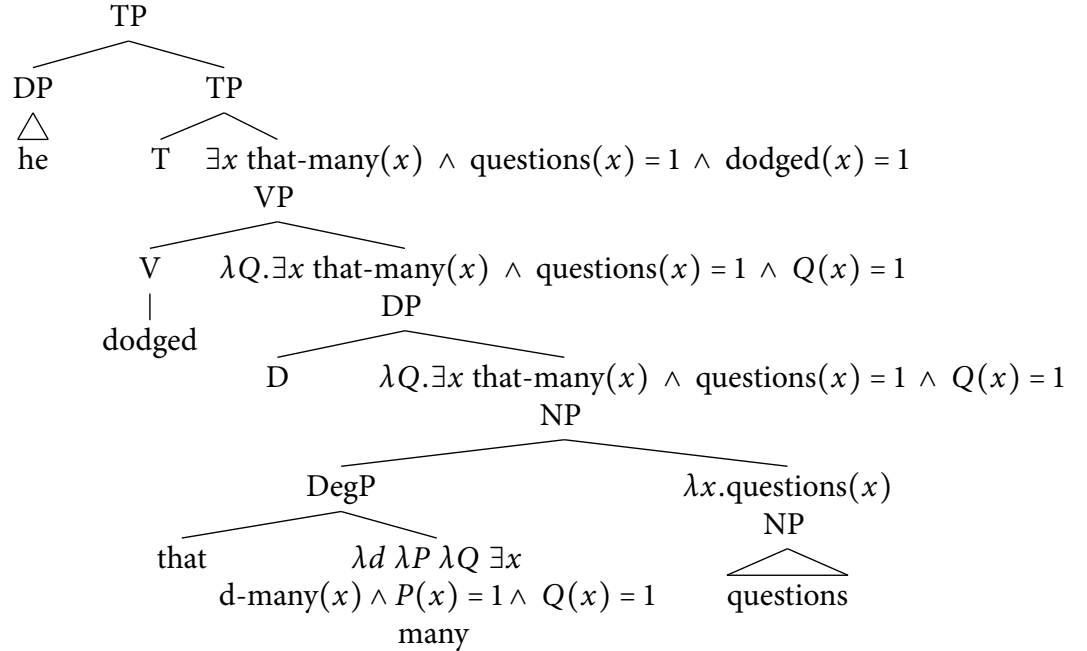 TP
DP TP
he T ∃x that-many(x) ∧ questions(x) = 1 ∧ dodged(x) = 1
VP
V λQ.∃x that-many(x) ∧ questions(x) = 1 ∧ Q(x) = 1
DP
dodged
D λQ.∃x that-many(x) ∧ questions(x) = 1 ∧ Q(x) = 1
NP
DegP λx.questions(x)
NP
that λd λP λQ ∃x
d-many(x) ∧ P(x) = 1 ∧ Q(x) = 1 questions
many